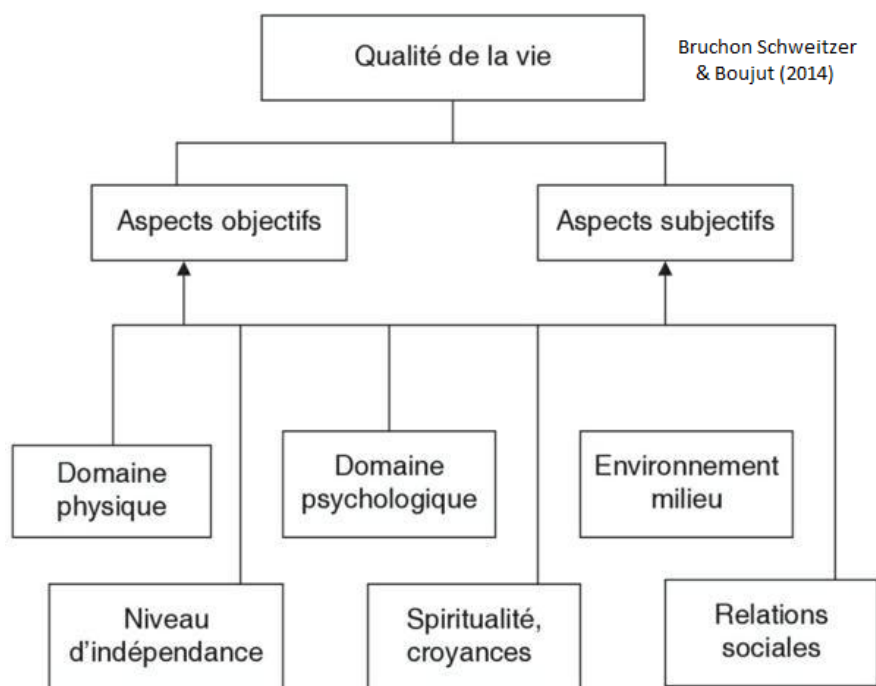 Qualité de la vie
Bruchon Schweitzer
& Boujut (2014)
Aspects objectifs
Aspects subjectifs
Domaine
physique
Domaine
psychologique
Environnement
milieu
Niveau
d'indépendance
Spiritualité,
croyances
Relations
sociales